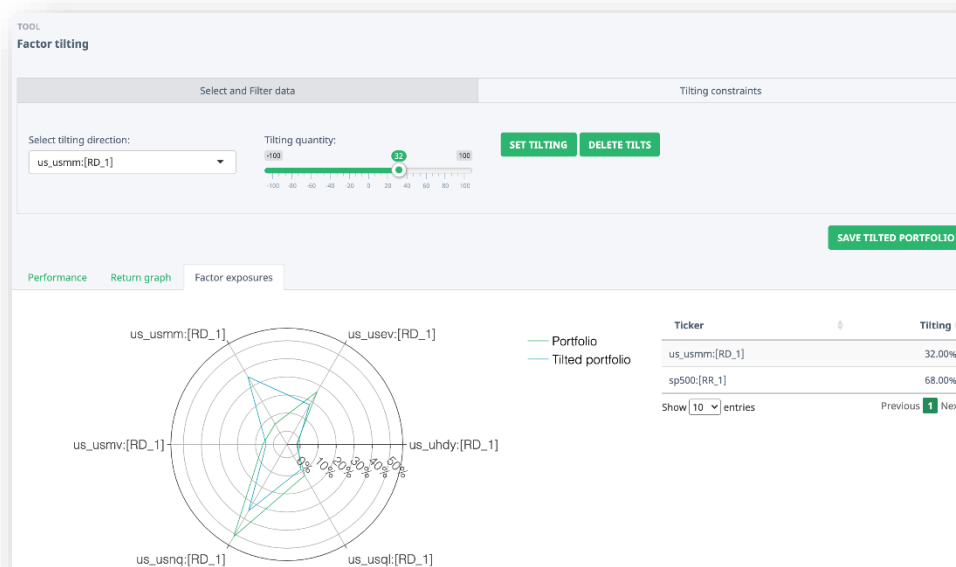 TOOL
Factor tilting
Select and Filter data
Tilting constraints
Select tilting direction:
us_usmm:[RD_1]
Tilting quantity:
-100 32 100
-100 -80 -60 -40 -20 0 20 40 60 80 100
SET TILTING
DELETE TILTS
SAVE TILTED PORTFOLIO
Performance
Return graph
Factor exposures
us_usmm:[RD_1]
us_usev:[RD_1]
us_usmv:[RD_1]
us_uhdy:[RD_1]
0% 10% 20% 30% 40% 50%
us_usnq:[RD_1]
us_usql:[RD_1]
Portfolio
Tilted portfolio
Ticker Tilting
us_usmm:[RD_1] 32.00%
sp500:[RR_1] 68.00%
Show 10 entries
Previous 1 Nex